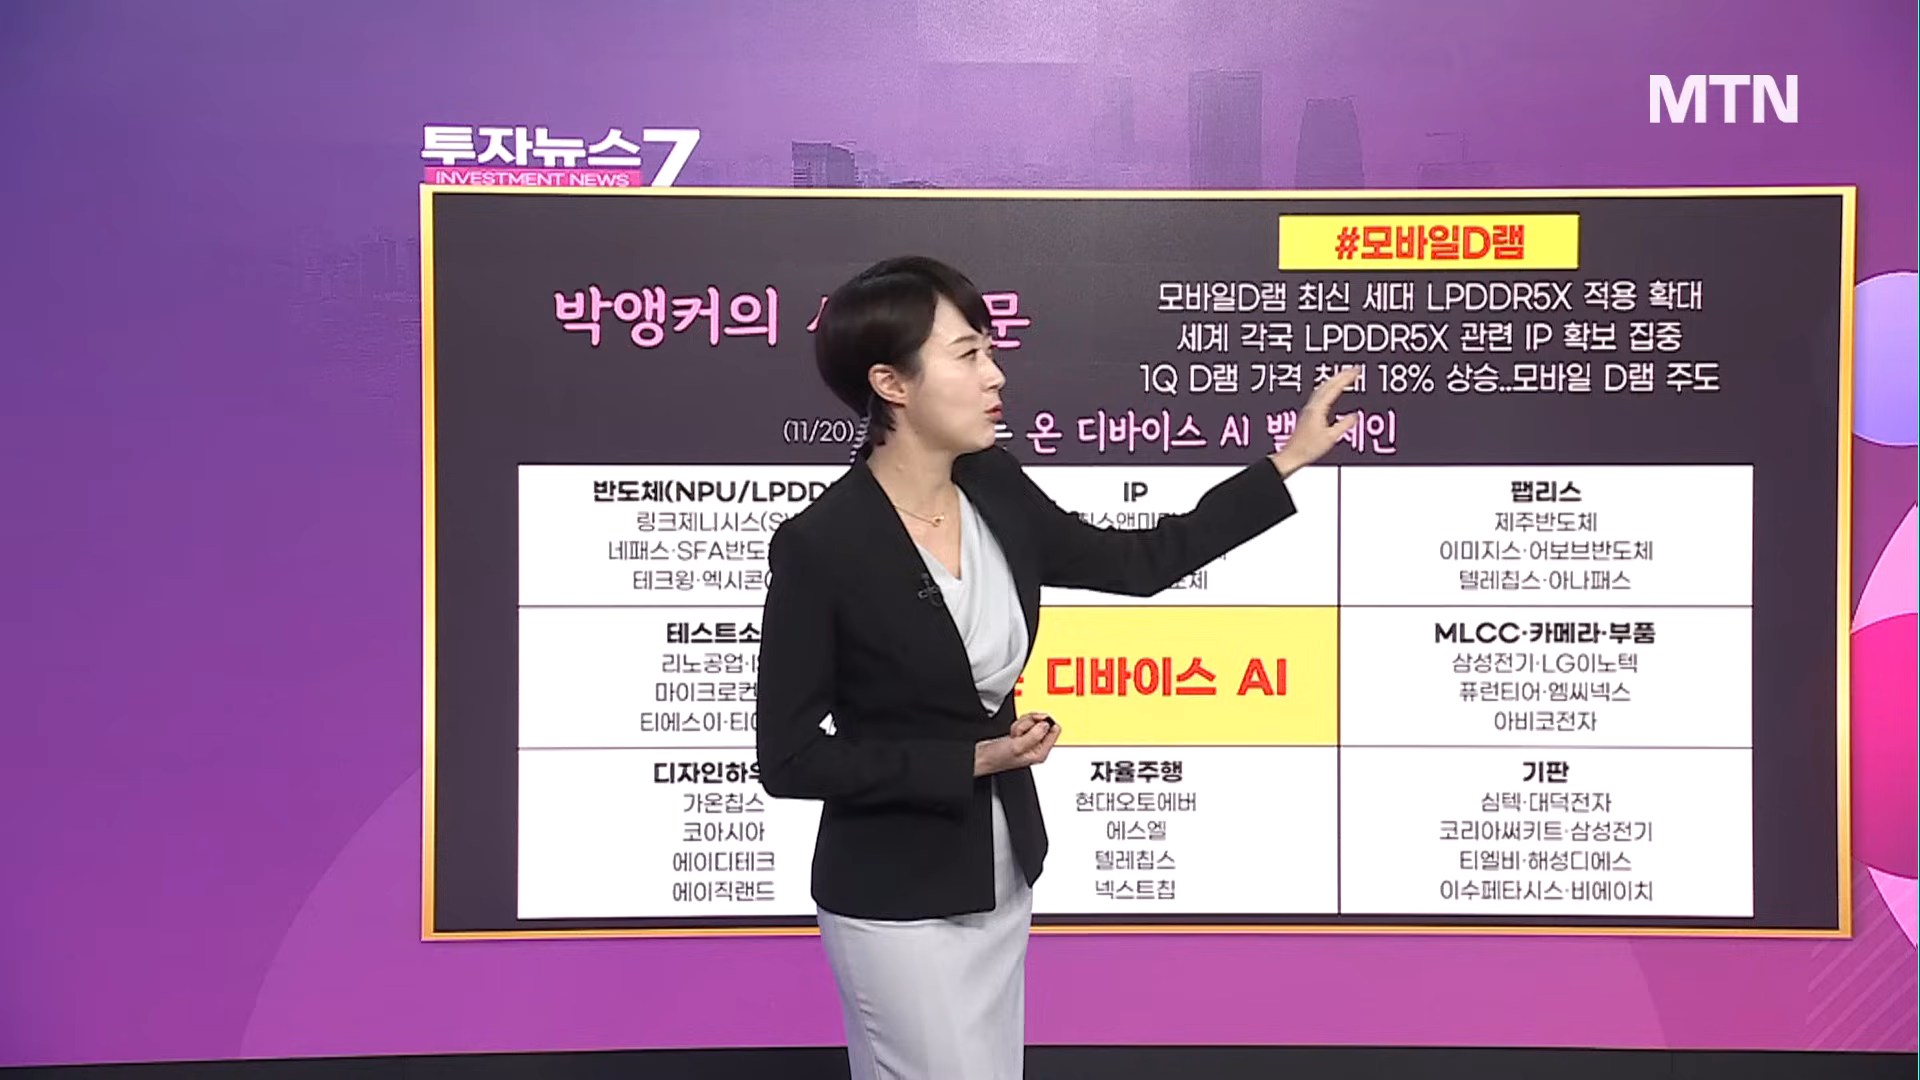 MTN
투자뉴스7
INVESTMENT NEWS
#모바일D램
박앵커의
문
모바일D램 최신 세대 LPDDR5X 적용 확대
세계 각국 LPDDR5X 관련 IP 확보 집중
1Q D램 가격 18% 상승..모바일 D램 주도
(11/20)
온 디바이스 AI
반도체(NPU/LPDD
링크제니시스(S
네패스·SFA반도
테크윙·엑시콘
IP
팹리스
제주반도체
이미지스·어보브반도체
텔레칩스·아나패스
테스트소
리노공업·I
마이크로컨
티에스이·티
디바이스 AI
MLCC·카메라·부품
삼성전기·LG이노텍
퓨런티어·엠씨넥스
아비코전자
디자인하우
가온칩스
코아시아
에이디테크
에이직랜드
자율주행
현대오토에버
에스엘
텔레칩스
넥스트칩
기판
심텍·대덕전자
코리아써키트·삼성전기
티엘비·해성디에스
이수페타시스·비에이치